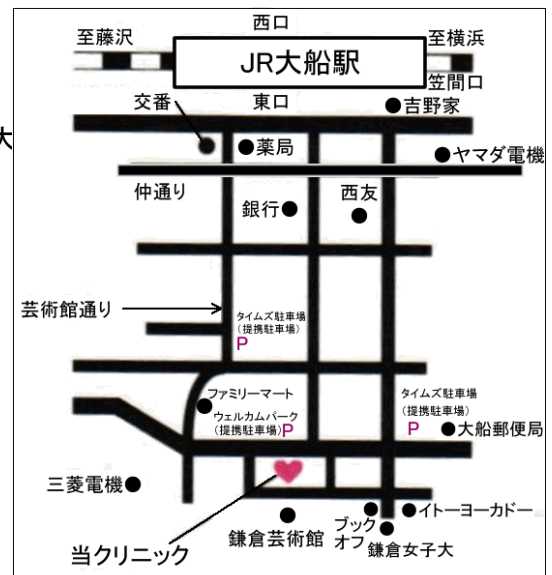 西口
至藤沢
JR大船駅
至横浜
笠間口
交番
東口
吉野家
大
薬局
ヤマダ電機
仲通り
銀行
西友
芸術館通り
タイムズ駐車場
（提携駐車場）
P
ファミリーマート
ウェルカムパーク
（提携駐車場）P
タイムズ駐車場
（提携駐車場）
P
大船郵便局
三菱電機
当クリニック
鎌倉芸術館
ブック
オフ
イトーヨーカドー
鎌倉女子大